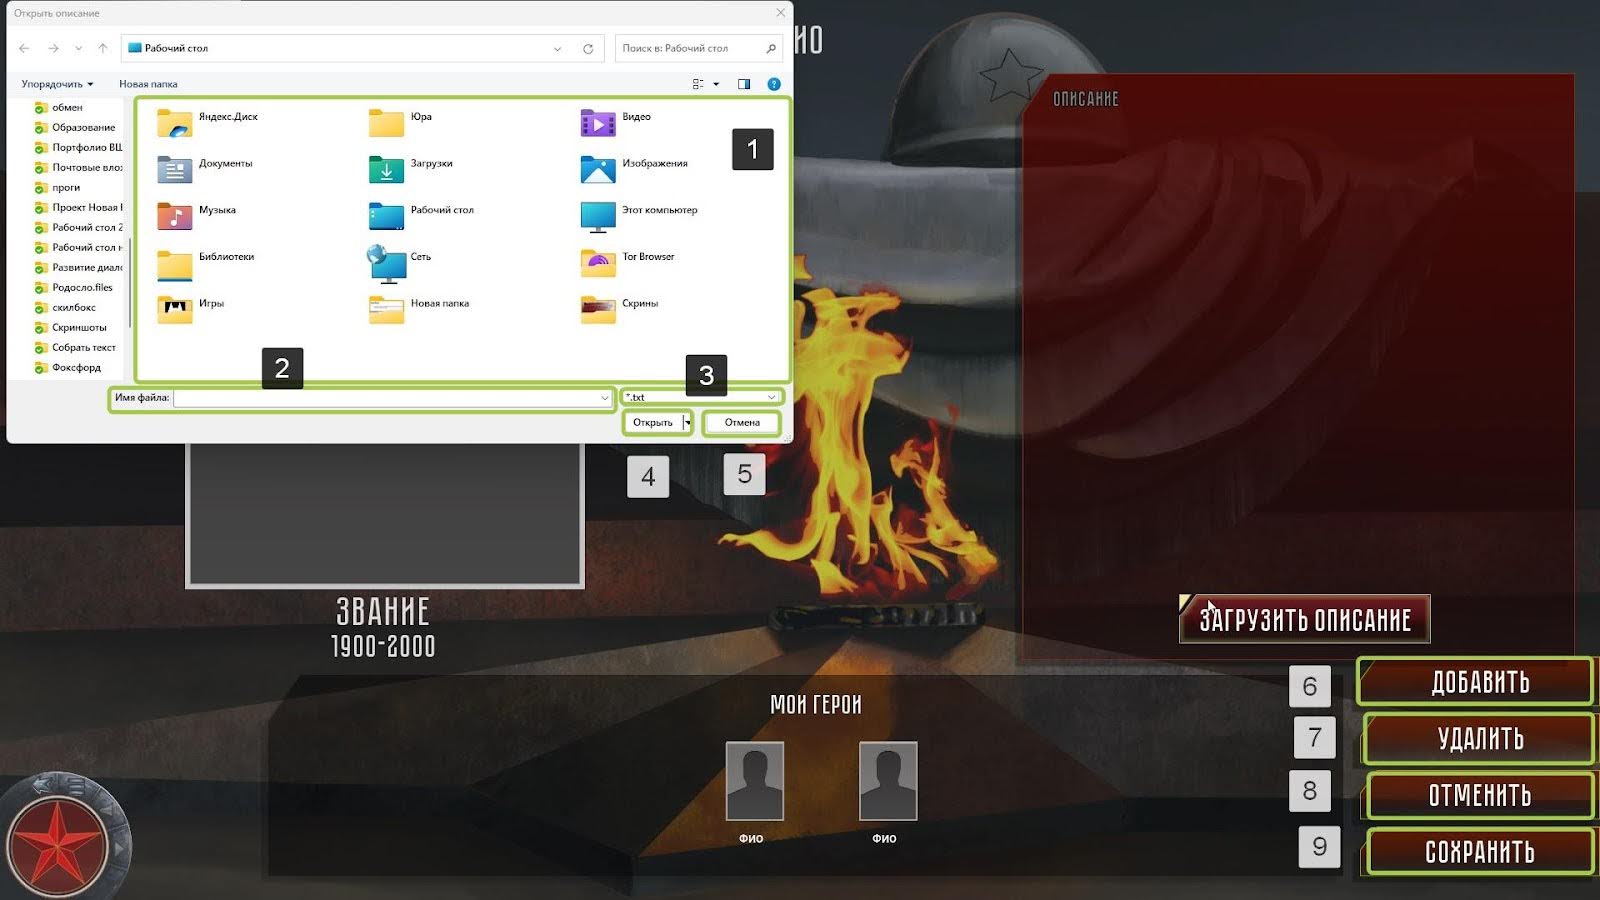 Открыть описание
ИО
Рабочий стол
Поиск в: Рабочий стол
Упорядочить
Новая папка
?
обмен
Образование
Портфолио ВШ
Почтовые вло
проги
Проект Новая
Рабочий стол 2
Рабочий стол н
Развитие диало
Родосло.files
скилбокс
Скриншоты
Собрать текст
Фоксфорд
Яндекс.Диск
Юра
Видео
1
Документы
Загрузки
Изображения
Музыка
Рабочий стол
Этот компьютер
Библиотеки
Сеть
Tor Browser
Игры
Новая папка
Скрины
2
3
Имя файла:
*.txt
Открыть
Отмена
4
5
ОПИСАНИЕ
ЗАГРУЗИТЬ ОПИСАНИЕ
ЗВАНИЕ
1900-2000
МОИ ГЕРОИ
ФИО
ФИО
6
ДОБАВИТЬ
7
УДАЛИТЬ
8
ОТМЕНИТЬ
9
СОХРАНИТЬ